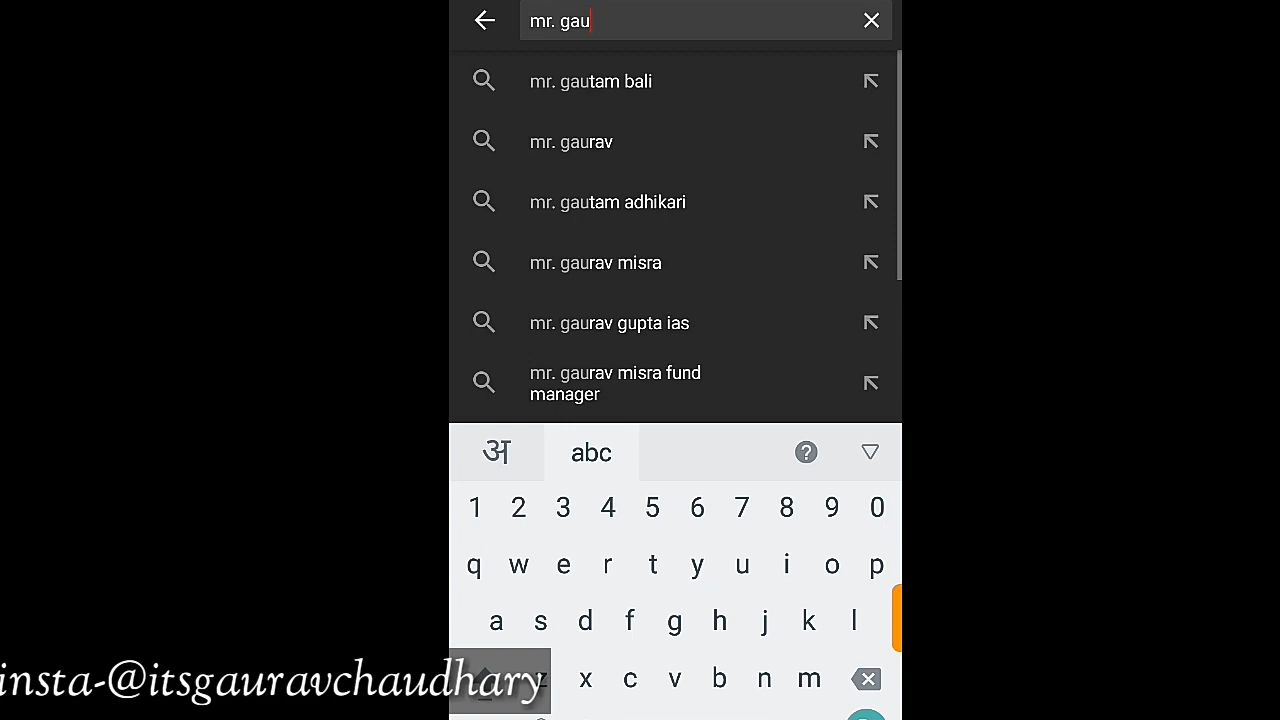 mr. gau
mr. gautam bali
mr. gaurav
mr. gautam adhikari
mr. gaurav misra
mr. gaurav gupta ias
mr. gaurav misra fund
manager
अ abc ?
1 2 3 4 5 6 7 8 9 0
q w e r t y u i o p
a s d f g h j k l
z x c v b n m
insta-@itsgauravchaudhary